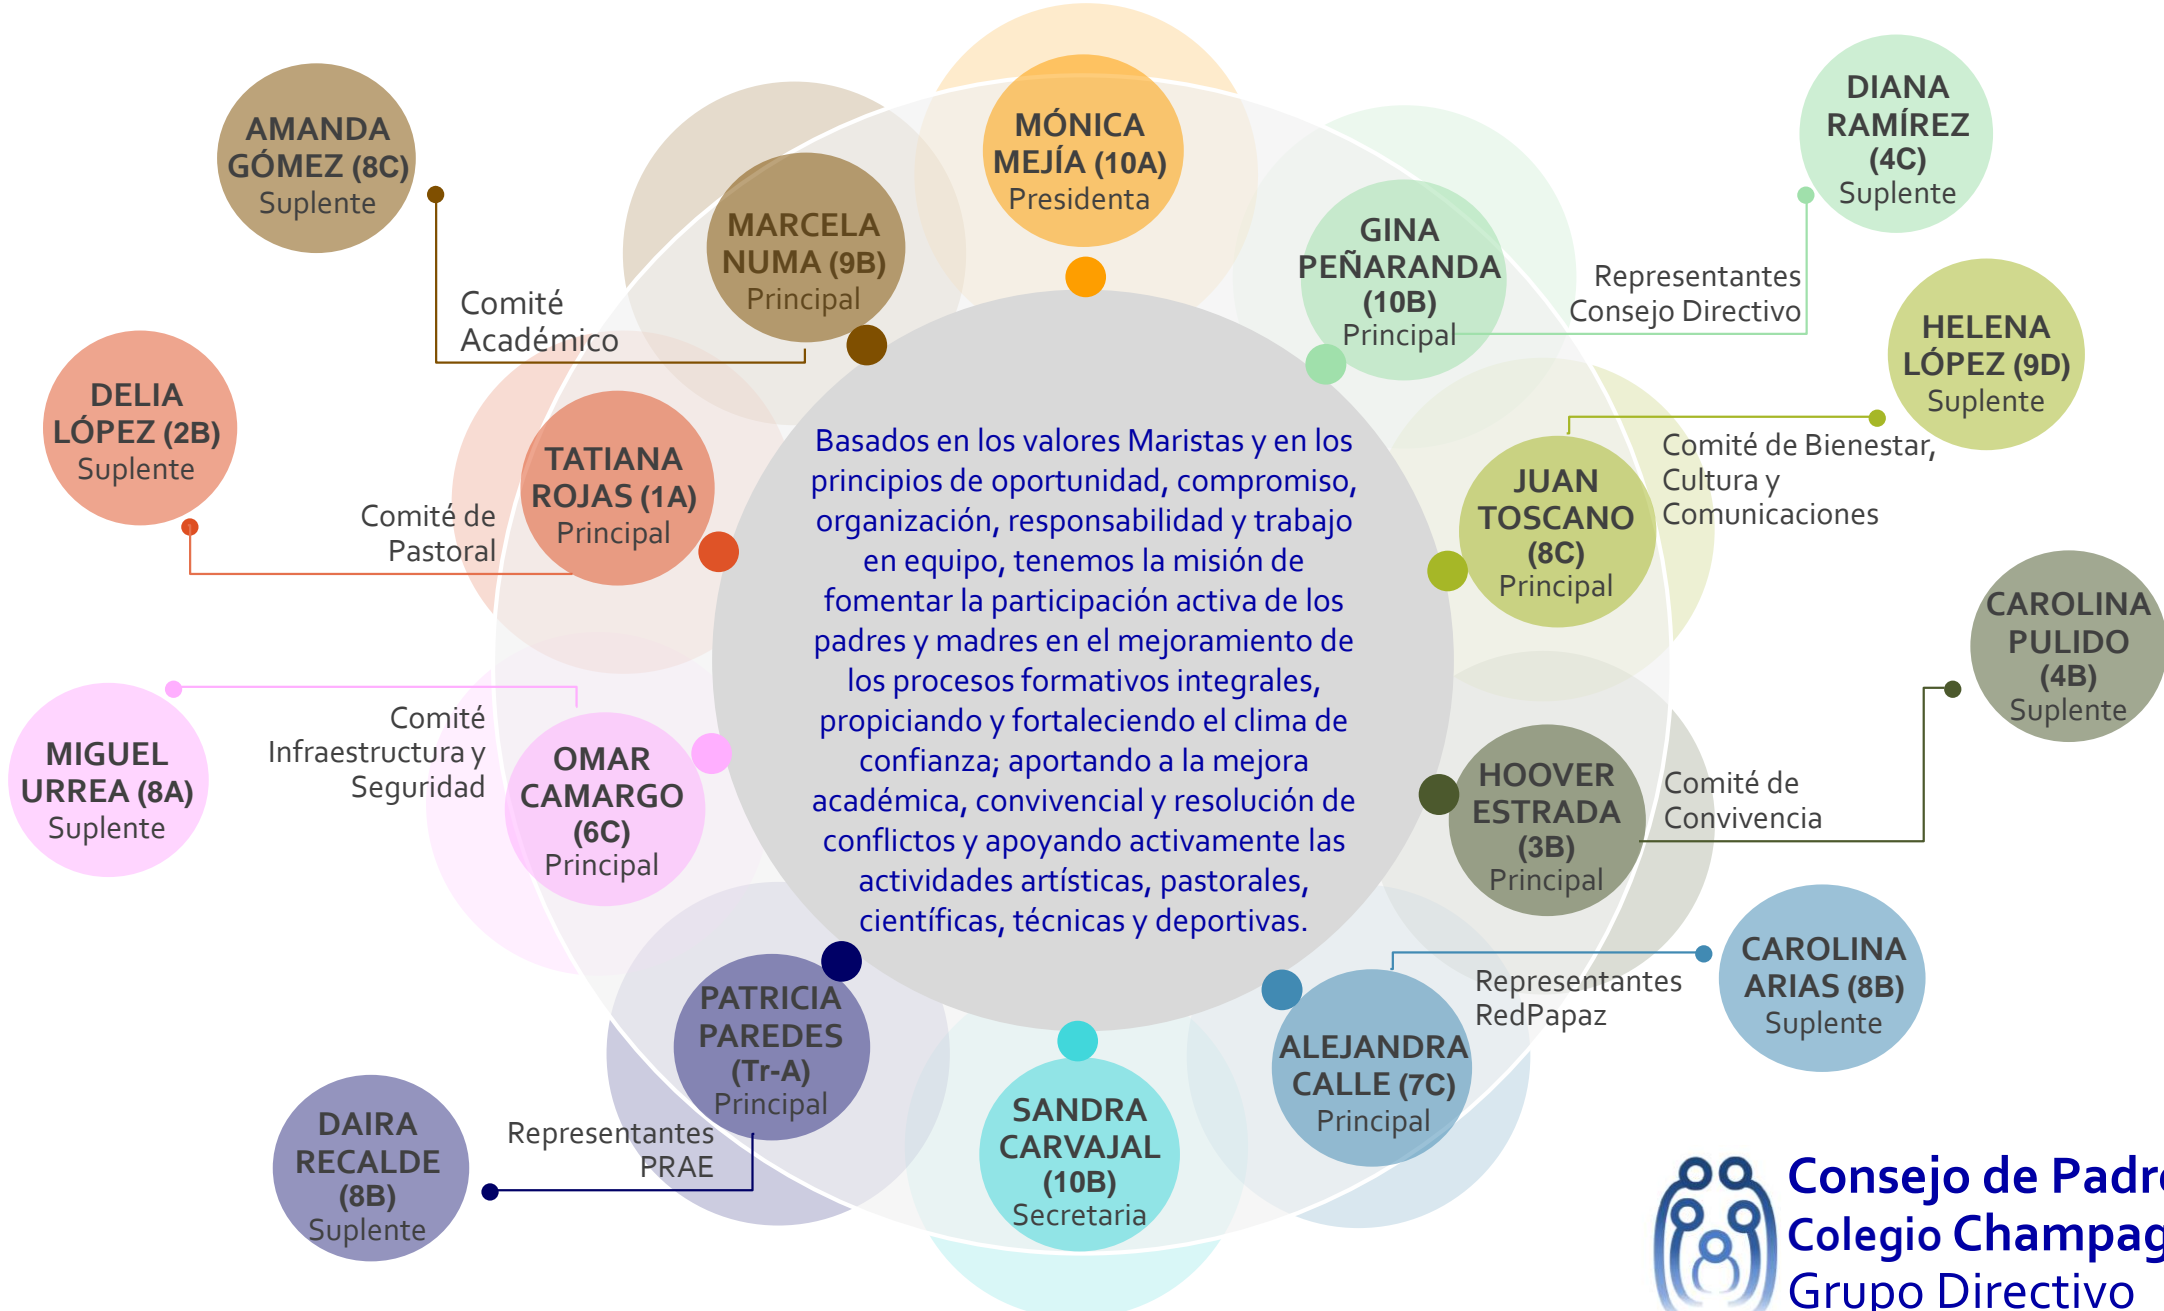 MÓNICA
MEJÍA (10A)
Presidenta
AMANDA
GÓMEZ (8C)
Suplente
MARCELA
NUMA (9B)
Principal
Comité
Académico
GINA
PEÑARANDA
(10B)
Principal
DIANA
RAMÍREZ
(4C)
Suplente
Representantes
Consejo Directivo
DELIA
LÓPEZ (2B)
Suplente
TATIANA
ROJAS (1A)
Principal
Comité de
Pastoral
JUAN
TOSCANO
(8C)
Principal
HELENA
LÓPEZ (9D)
Suplente
Comité de Bienestar,
Cultura y
Comunicaciones
Basados en los valores Maristas y en los
principios de oportunidad, compromiso,
organización, responsabilidad y trabajo
en equipo, tenemos la misión de
fomentar la participación activa de los
padres y madres en el mejoramiento de
los procesos formativos integrales,
propiciando y fortaleciendo el clima de
confianza; aportando a la mejora
académica, convivencial y resolución de
conflictos y apoyando activamente las
actividades artísticas, pastorales,
científicas, técnicas y deportivas.
MIGUEL
URREA (8A)
Suplente
Comité
Infraestructura y
Seguridad
OMAR
CAMARGO
(6C)
Principal
HOOVER
ESTRADA
(3B)
Principal
Comité de
Convivencia
CAROLINA
PULIDO
(4B)
Suplente
PATRICIA
PAREDES
(Tr-A)
Principal
Representantes
PRAE
DAIRA
RECALDE
(8B)
Suplente
SANDRA
CARVAJAL
(10B)
Secretaria
ALEJANDRA
CALLE (7C)
Principal
Representantes
RedPapaz
CAROLINA
ARIAS (8B)
Suplente
Consejo de Padre
Colegio Champag
Grupo Directivo